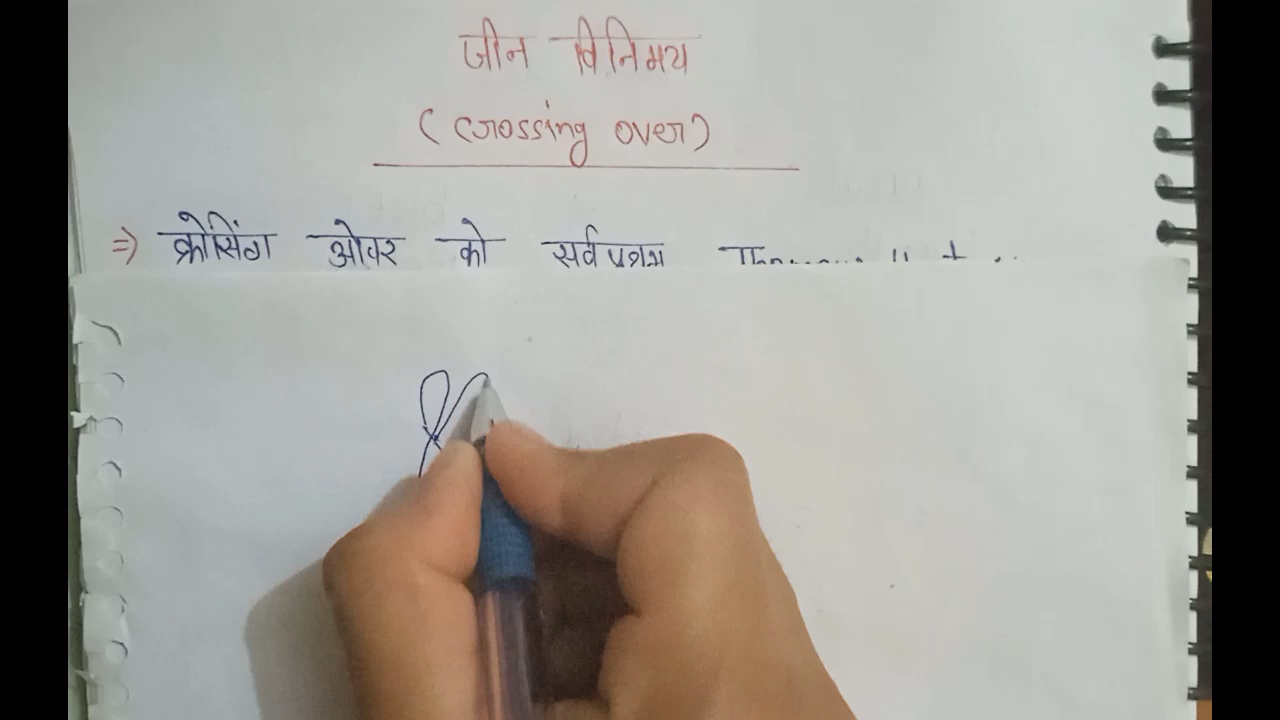 जीन विनिमय
(crossing over)
⇒ क्रोसिंग ओवर को सर्वप्रथम